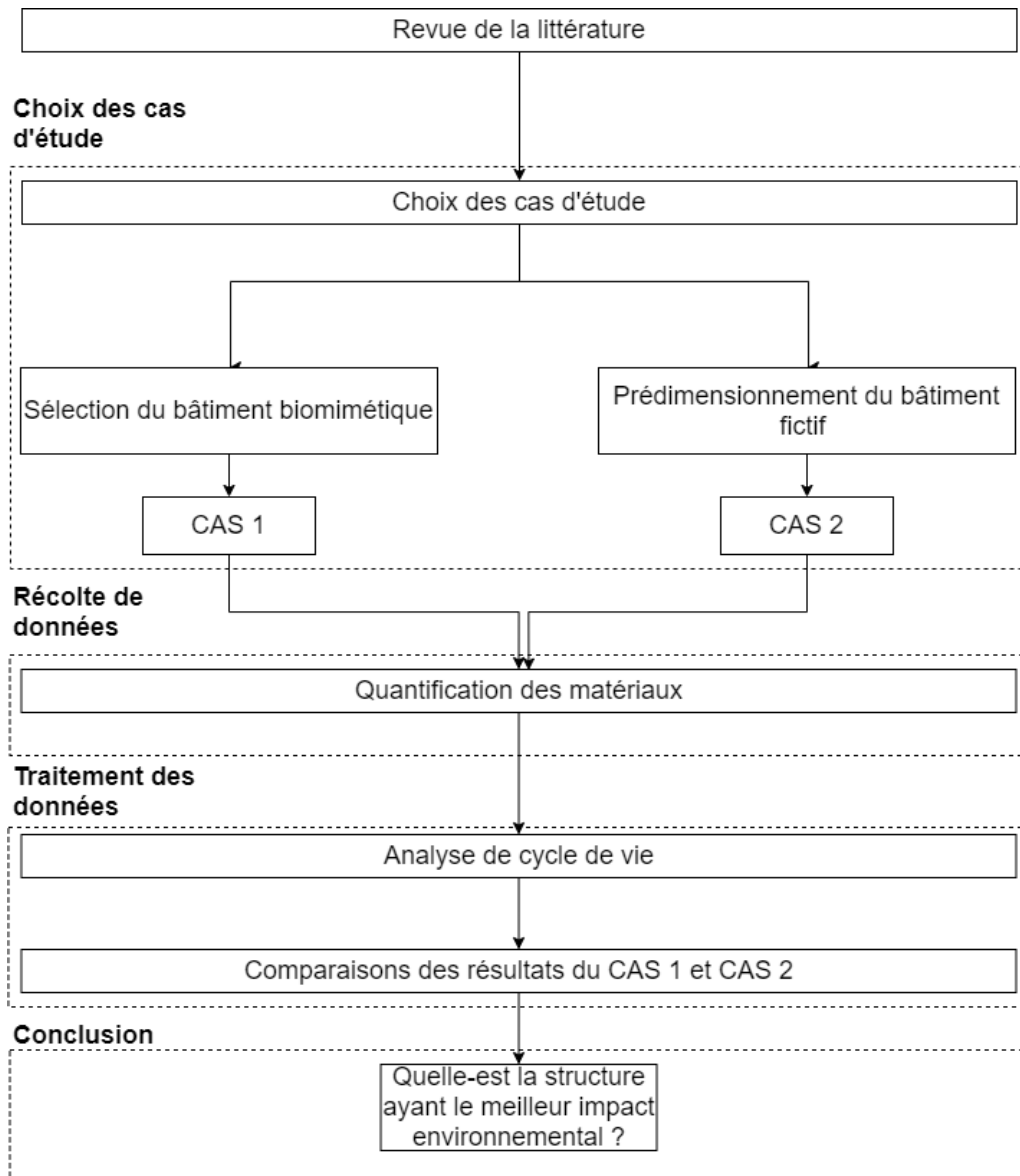 Revue de la littérature
Choix des cas
d'étude
Choix des cas d'étude
Sélection du bâtiment biomimétique
Prédimensionnement du bâtiment
fictif
CAS 1
CAS 2
Récolte de
données
Quantification des matériaux
Traitement des
données
Analyse de cycle de vie
Comparaisons des résultats du CAS 1 et CAS 2
Conclusion
Quelle-est la structure
ayant le meilleur impact
environnemental ?